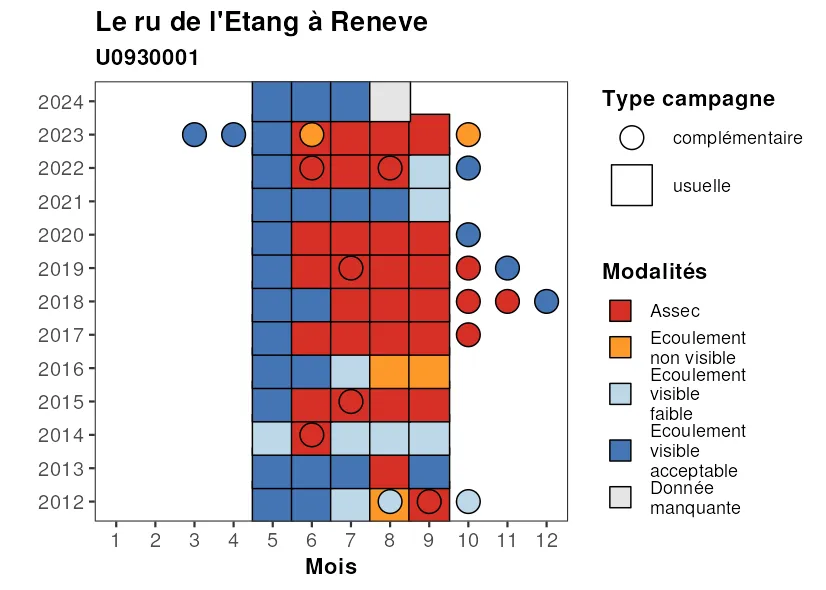 Le ru de l'Etang à Reneve
U0930001
2024
2023
2022
2021
2020
2019
2018
2017
2016
2015
2014
2013
2012
1 2 3 4 5 6 7 8 9 10 11 12
Mois
Type campagne
complémentaire
usuelle
Modalités
Assec
Ecoulement
non visible
Ecoulement
visible
faible
Ecoulement
visible
acceptable
Donnée
manquante